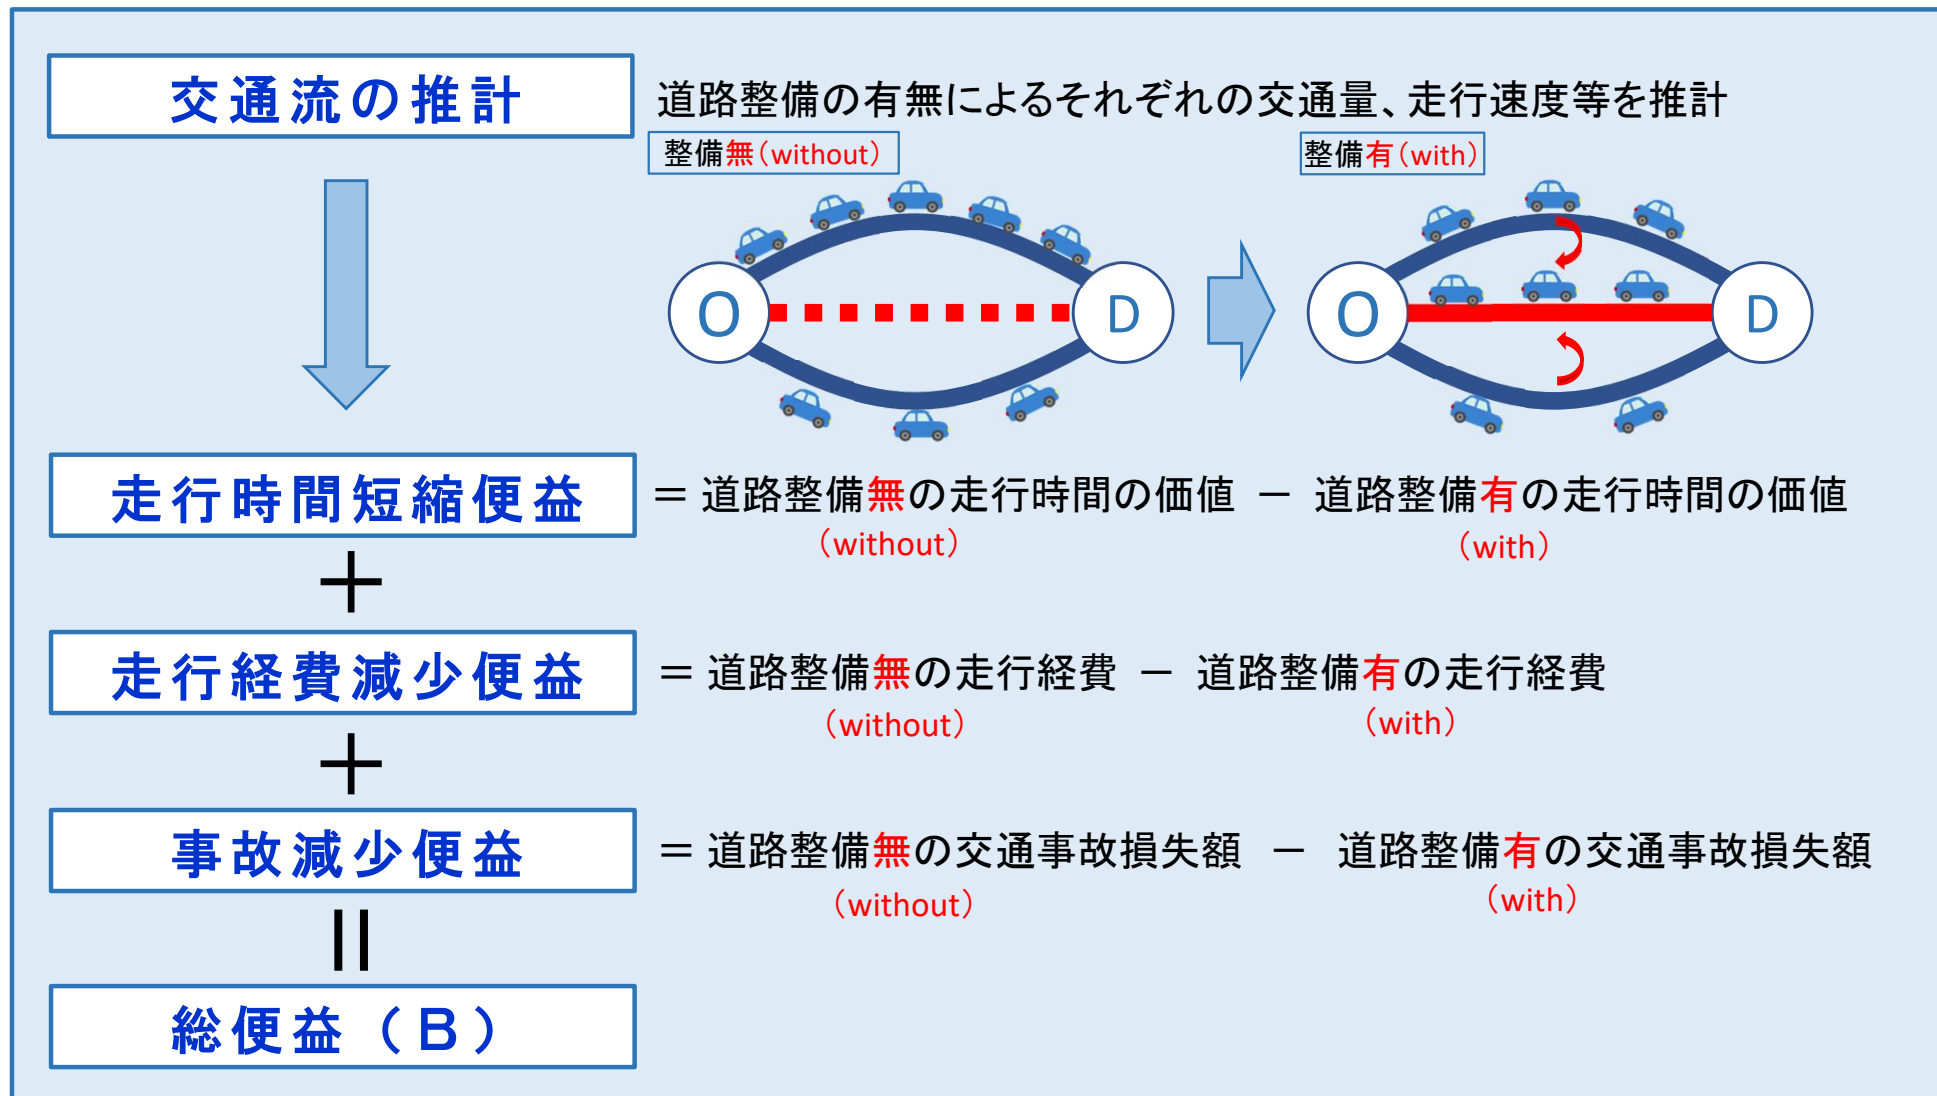 交通流の推計
道路整備の有無によるそれぞれの交通量、走行速度等を推計
整備無（without）
整備有（with）
O
D
O
D
走行時間短縮便益
＝ 道路整備無の走行時間の価値 － 道路整備有の走行時間の価値
（without）
（with）
＋
走行経費減少便益
＝ 道路整備無の走行経費 － 道路整備有の走行経費
（without）
（with）
＋
事故減少便益
＝ 道路整備無の交通事故損失額 － 道路整備有の交通事故損失額
（without）
（with）
＝
総便益（Ｂ）